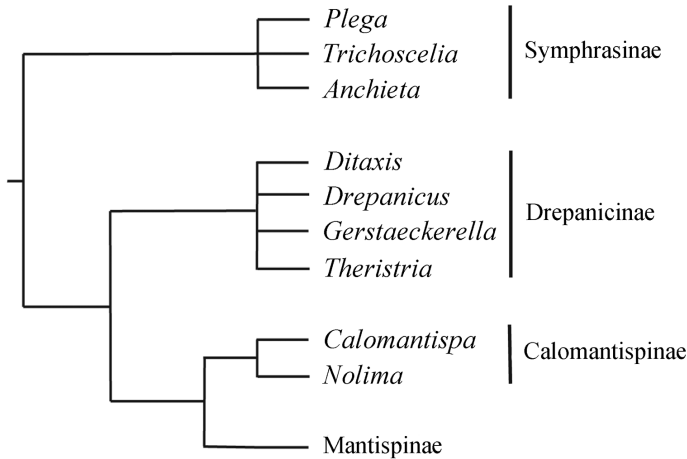 Plega
Trichoscelia
Anchieta
Symphrasinae
Ditaxis
Drepanicus
Gerstaeckerella
Theristria
Drepanicinae
Calomantispa
Nolima
Calomantispinae
Mantispinae